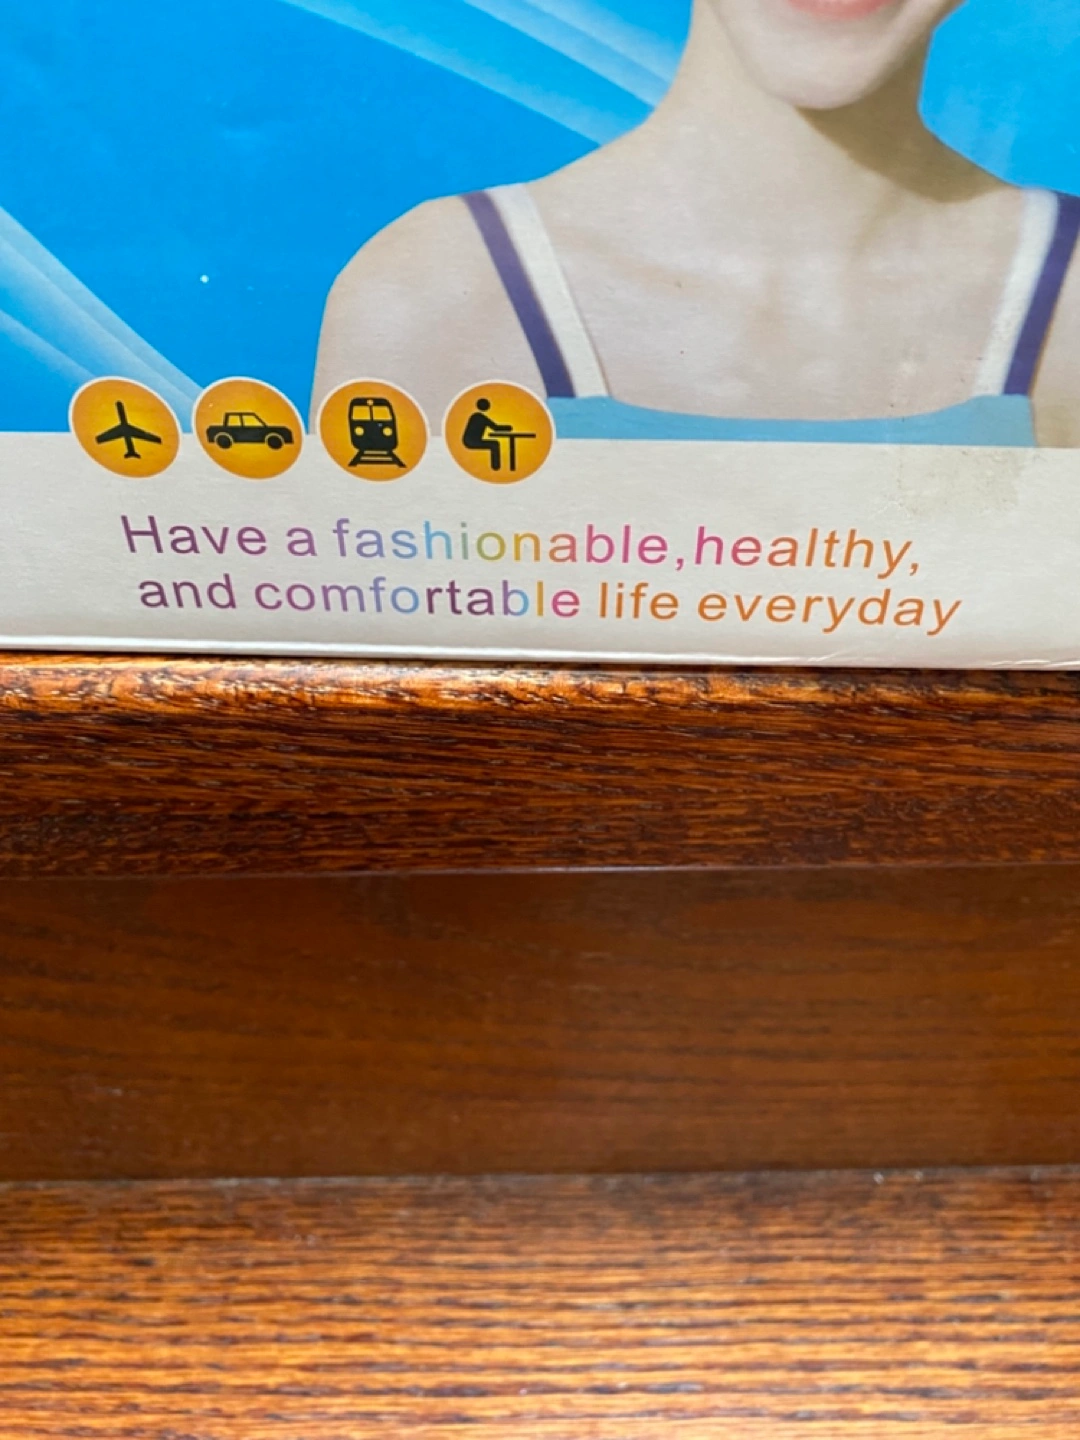 Have a fashionable,healthy,
and comfortable life everyday